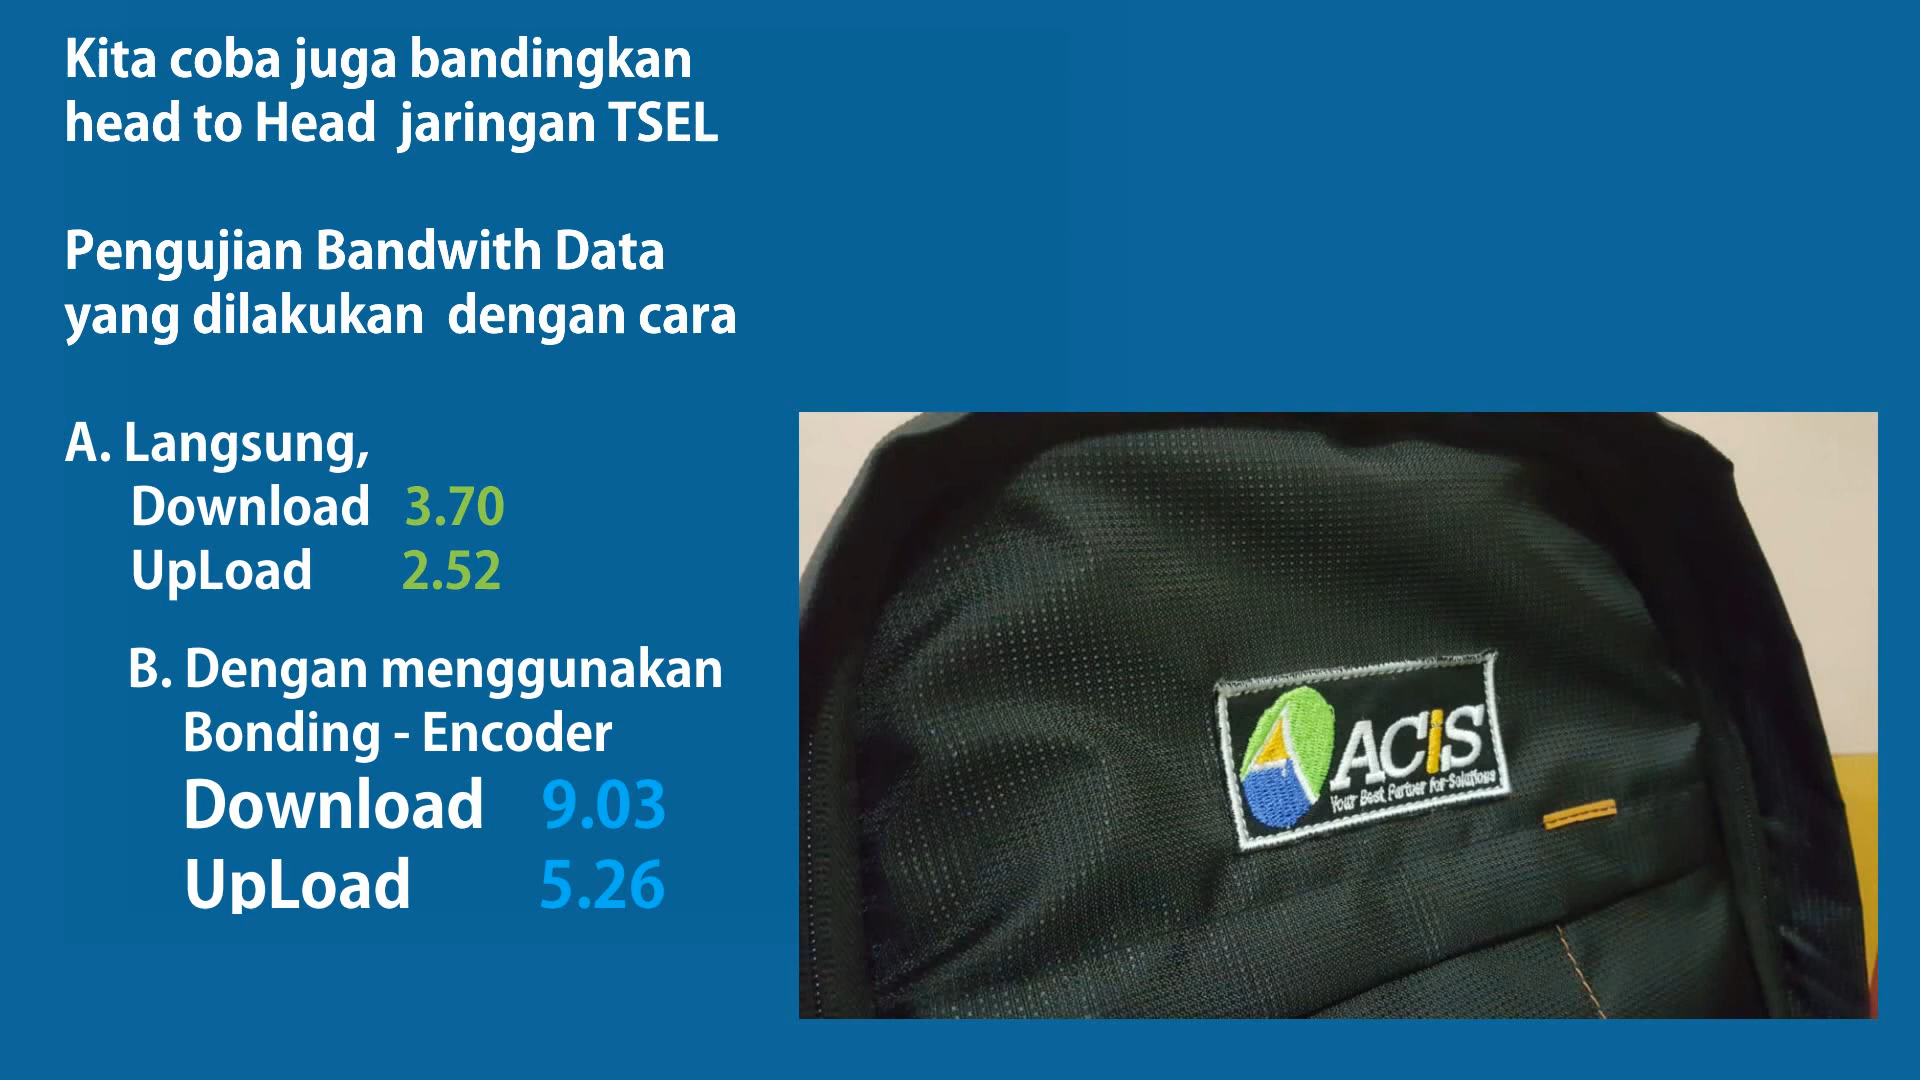 Kita coba juga bandingkan
head to Head jaringan TSEL
Pengujian Bandwith Data
yang dilakukan dengan cara
A. Langsung,
Download 3.70
UpLoad 2.52
B. Dengan menggunakan
Bonding - Encoder
Download 9.03
UpLoad 5.26
ACiS
Your Best Partner for Solutions